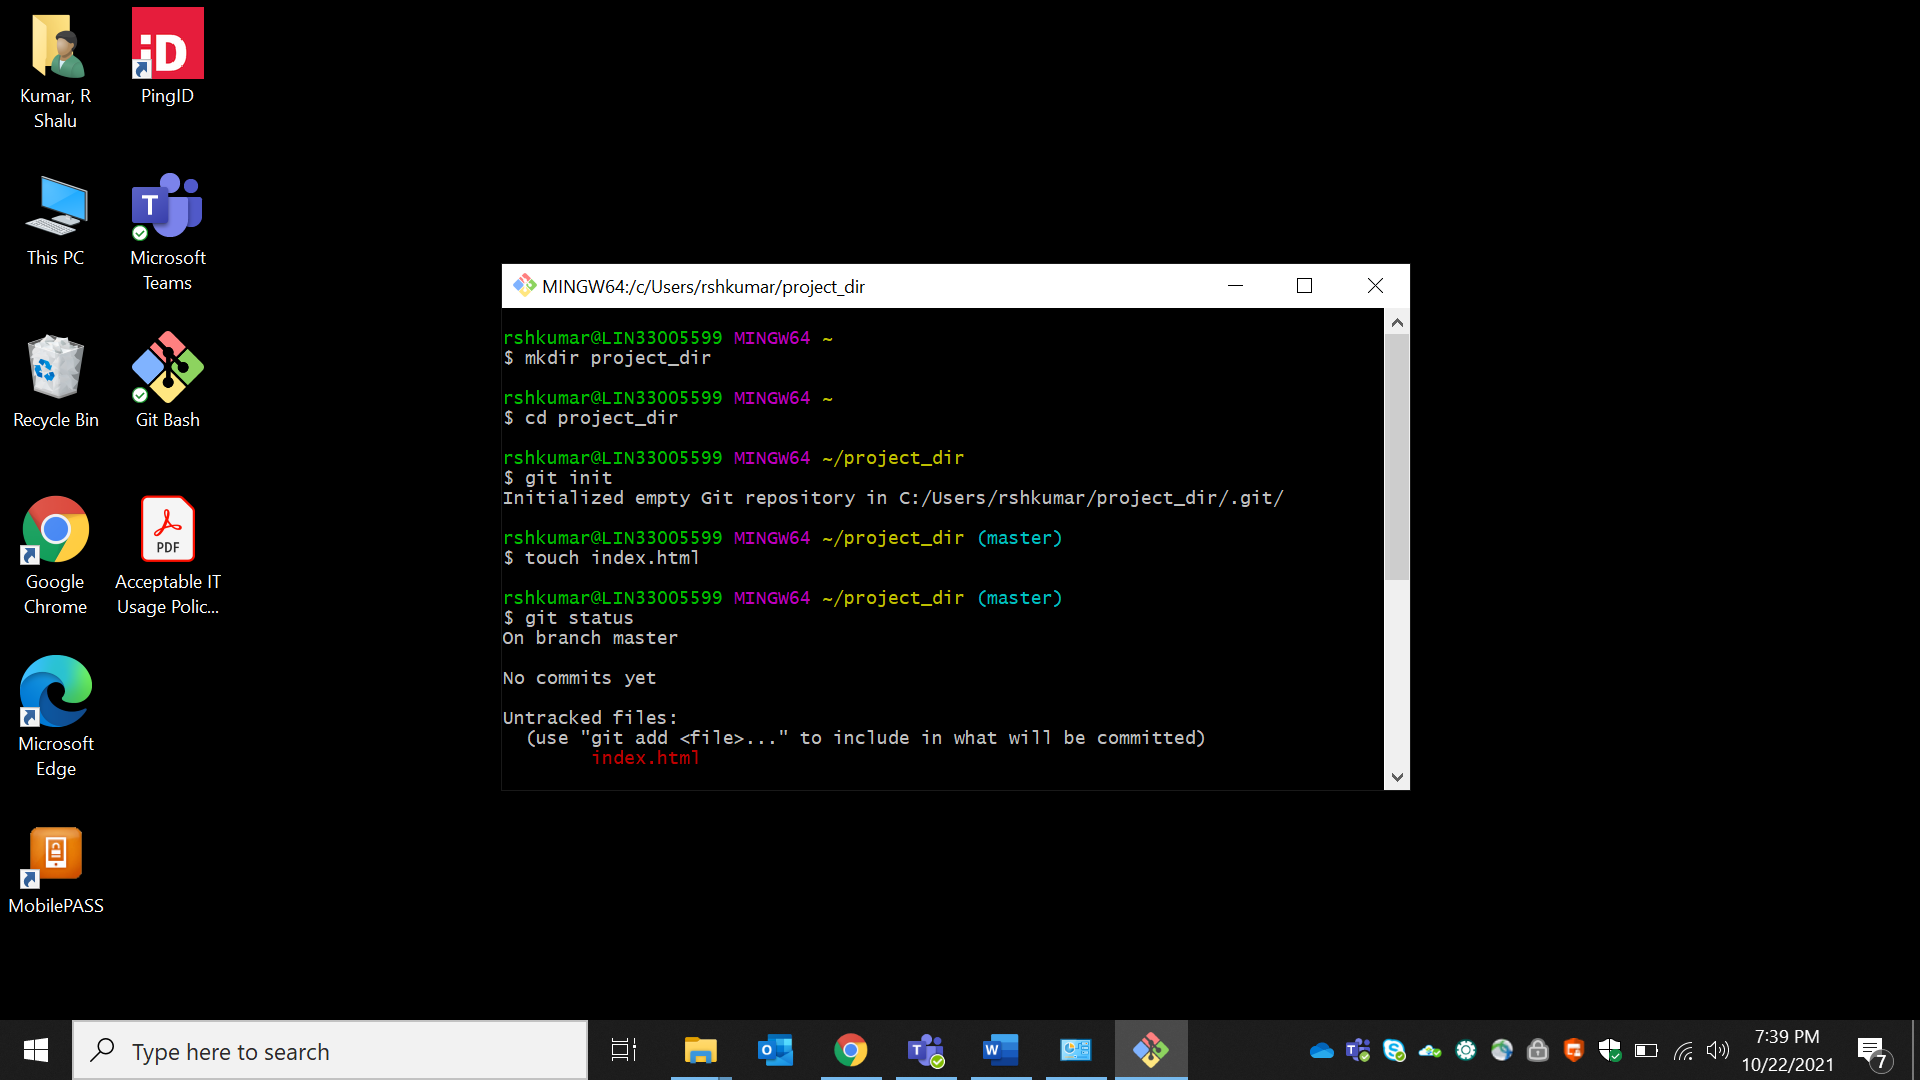 Kumar, R
Shalu
PingID
This PC
Microsoft
Teams
Recycle Bin
Git Bash
Google
Chrome
PDF
Acceptable IT
Usage Polic...
Microsoft
Edge
MobilePASS
MINGW64:/c/Users/rshkumar/project_dir
rshkumar@LIN33005599 MINGW64 ~
$ mkdir project_dir
rshkumar@LIN33005599 MINGW64 ~
$ cd project_dir
rshkumar@LIN33005599 MINGW64 ~/project_dir
$ git init
Initialized empty Git repository in C:/Users/rshkumar/project_dir/.git/
rshkumar@LIN33005599 MINGW64 ~/project_dir (master)
$ touch index.html
rshkumar@LIN33005599 MINGW64 ~/project_dir (master)
$ git status
On branch master
No commits yet
Untracked files:
(use "git add <file>..." to include in what will be committed)
index.html
Type here to search
7:39 PM
10/22/2021
7